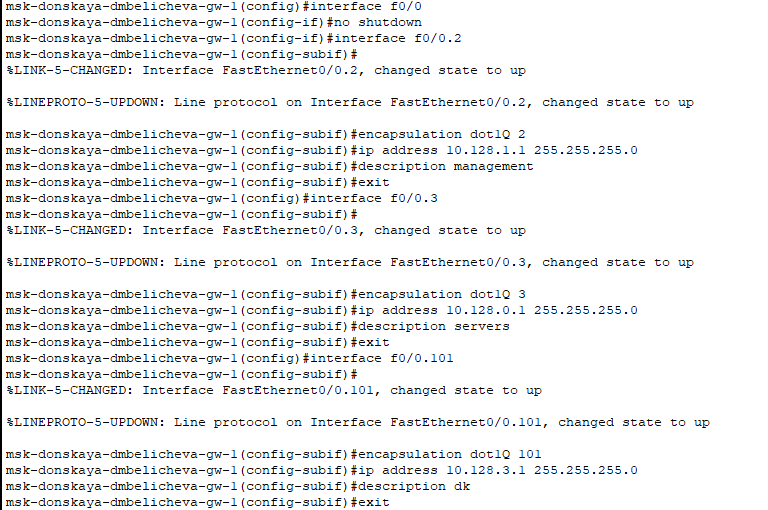 msk-donskaya-dmbelicheva-gw-1(config)#interface f0/0
msk-donskaya-dmbelicheva-gw-1(config-if)#no shutdown
msk-donskaya-dmbelicheva-gw-1(config-if)#interface f0/0.2
msk-donskaya-dmbelicheva-gw-1(config-subif)#
%LINK-5-CHANGED: Interface FastEthernet0/0.2, changed state to up
%LINEPROTO-5-UPDOWN: Line protocol on Interface FastEthernet0/0.2, changed state to up
msk-donskaya-dmbelicheva-gw-1(config-subif)#encapsulation dot1Q 2
msk-donskaya-dmbelicheva-gw-1(config-subif)#ip address 10.128.1.1 255.255.255.0
msk-donskaya-dmbelicheva-gw-1(config-subif)#description management
msk-donskaya-dmbelicheva-gw-1(config-subif)#exit
msk-donskaya-dmbelicheva-gw-1(config)#interface f0/0.3
msk-donskaya-dmbelicheva-gw-1(config-subif)#
%LINK-5-CHANGED: Interface FastEthernet0/0.3, changed state to up
%LINEPROTO-5-UPDOWN: Line protocol on Interface FastEthernet0/0.3, changed state to up
msk-donskaya-dmbelicheva-gw-1(config-subif)#encapsulation dot1Q 3
msk-donskaya-dmbelicheva-gw-1(config-subif)#ip address 10.128.0.1 255.255.255.0
msk-donskaya-dmbelicheva-gw-1(config-subif)#description servers
msk-donskaya-dmbelicheva-gw-1(config-subif)#exit
msk-donskaya-dmbelicheva-gw-1(config)#interface f0/0.101
msk-donskaya-dmbelicheva-gw-1(config-subif)#
%LINK-5-CHANGED: Interface FastEthernet0/0.101, changed state to up
%LINEPROTO-5-UPDOWN: Line protocol on Interface FastEthernet0/0.101, changed state to up
msk-donskaya-dmbelicheva-gw-1(config-subif)#encapsulation dot1Q 101
msk-donskaya-dmbelicheva-gw-1(config-subif)#ip address 10.128.3.1 255.255.255.0
msk-donskaya-dmbelicheva-gw-1(config-subif)#description dk
msk-donskaya-dmbelicheva-gw-1(config-subif)#exit